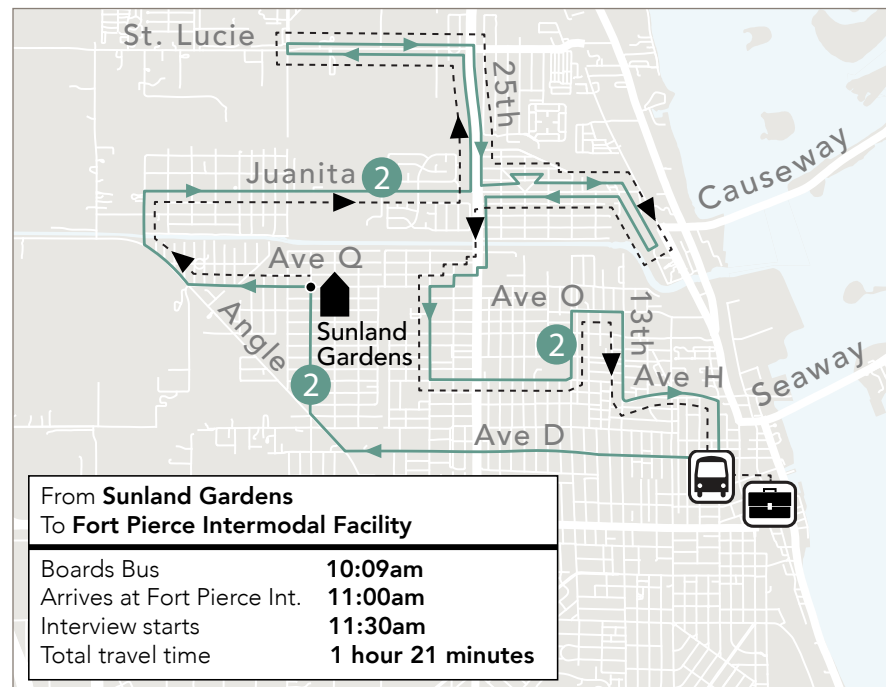 St. Lucie
25th
Causeway
Juanita
2
Ave Q
Sunland
Gardens
Angle
2
Ave O
2
13th
Ave H
Seaway
Ave D
From Sunland Gardens
To Fort Pierce Intermodal Facility
Boards Bus 10:09am
Arrives at Fort Pierce Int. 11:00am
Interview starts 11:30am
Total travel time 1 hour 21 minutes